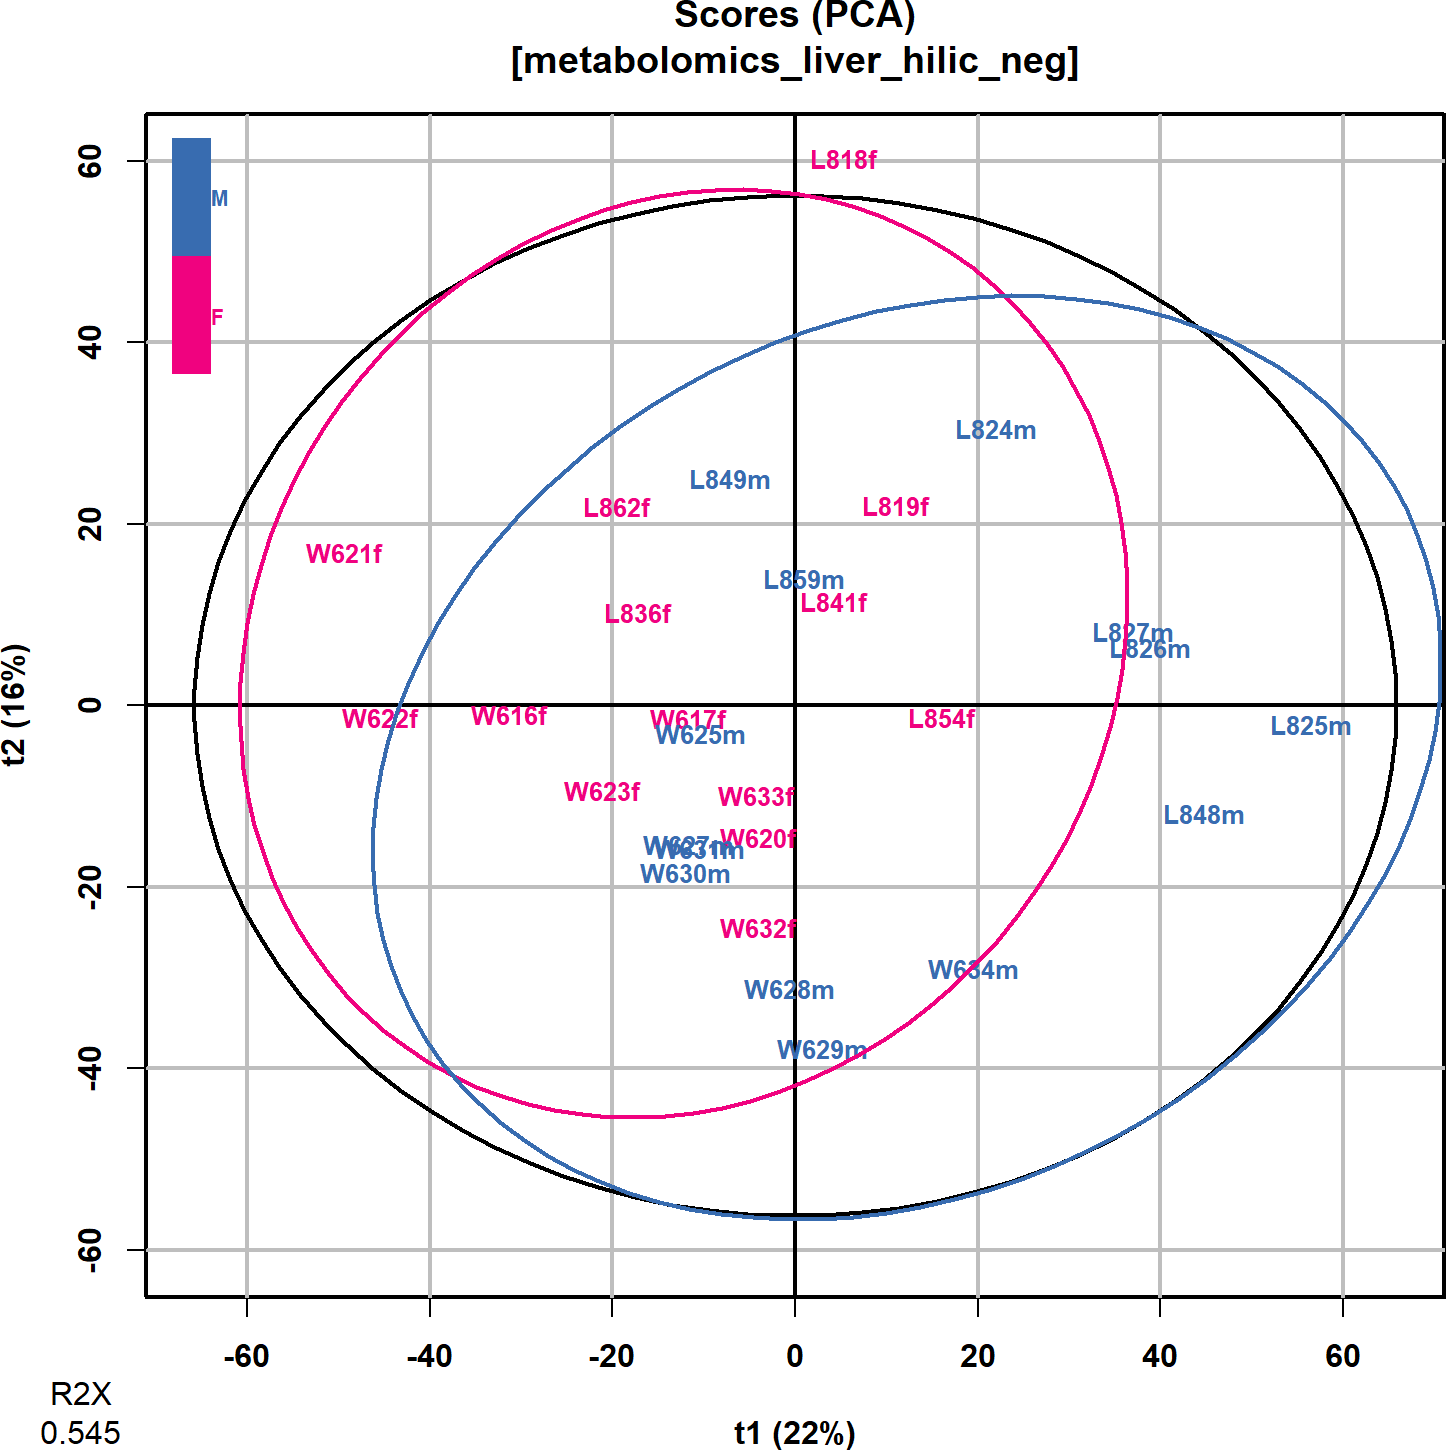 Scores (PCA)
[metabolomics_liver_hilic_neg]
M
F
L818f
L824m
L849m
L862f
L819f
W621f
L859m
L841f
L836f
L827m
L826m
W622f
W616f
W617f
L854f
W625m
L825m
W623f
W633f
L848m
W620f
W627m
W631m
W630m
W632f
W634m
W628m
W629m
60
40
20
0
-20
-40
-60
t2 (16%)
-60 -40 -20 0 20 40 60
R2X
0.545
t1 (22%)